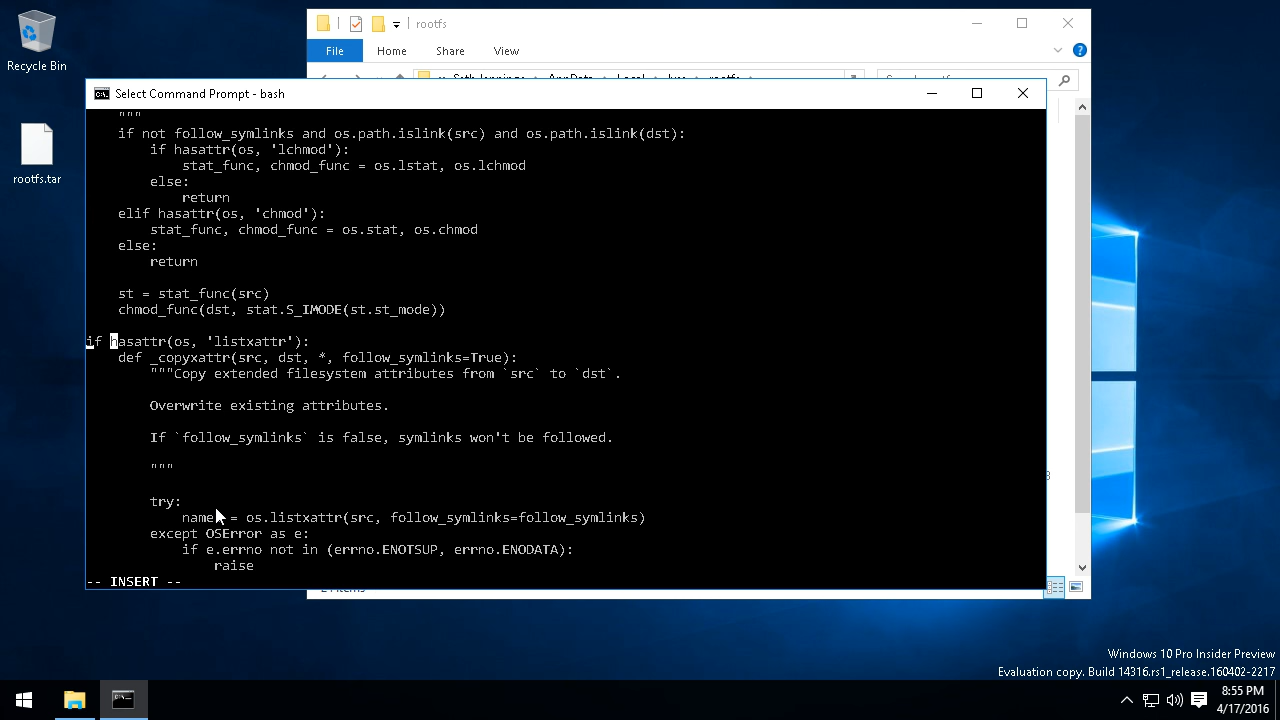 Recycle Bin
rootfs.tar
rootfs
File Home Share View
Select Command Prompt - bash
"""
if not follow_symlinks and os.path.islink(src) and os.path.islink(dst):
if hasattr(os, 'lchmod'):
stat_func, chmod_func = os.lstat, os.lchmod
else:
return
elif hasattr(os, 'chmod'):
stat_func, chmod_func = os.stat, os.chmod
else:
return
st = stat_func(src)
chmod_func(dst, stat.S_IMODE(st.st_mode))
if hasattr(os, 'listxattr'):
def _copyxattr(src, dst, *, follow_symlinks=True):
"""Copy extended filesystem attributes from `src` to `dst`.
Overwrite existing attributes.
If `follow_symlinks` is false, symlinks won't be followed.
"""
try:
name = os.listxattr(src, follow_symlinks=follow_symlinks)
except OSError as e:
if e.errno not in (errno.ENOTSUP, errno.ENODATA):
raise
-- INSERT --
Windows 10 Pro Insider Preview
Evaluation copy. Build 14316.rs1_release.160402-2217
8:55 PM
4/17/2016